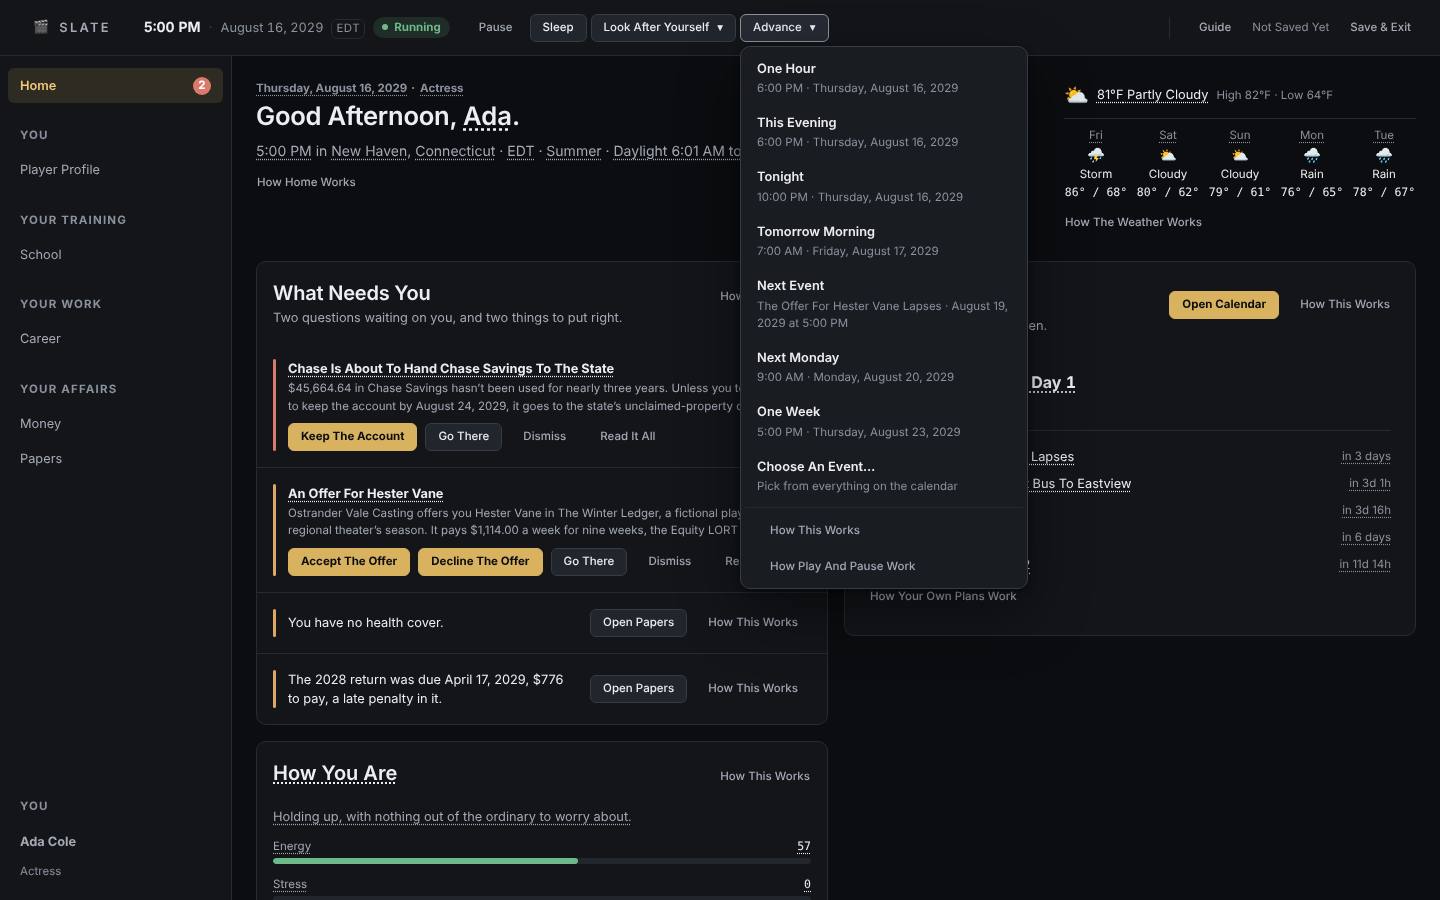 SLATE
5:00 PM · August 16, 2029 EDT Running
Pause
Sleep
Look After Yourself ▾
Advance ▾
Guide
Not Saved Yet
Save & Exit
Home 2
YOU
Player Profile
YOUR TRAINING
School
YOUR WORK
Career
YOUR AFFAIRS
Money
Papers
YOU
Ada Cole
Actress
Thursday, August 16, 2029 · Actress
Good Afternoon, Ada.
5:00 PM in New Haven, Connecticut · EDT · Summer · Daylight 6:01 AM to
How Home Works
One Hour
6:00 PM · Thursday, August 16, 2029
This Evening
6:00 PM · Thursday, August 16, 2029
Tonight
10:00 PM · Thursday, August 16, 2029
Tomorrow Morning
7:00 AM · Friday, August 17, 2029
Next Event
The Offer For Hester Vane Lapses · August 19,
2029 at 5:00 PM
Next Monday
9:00 AM · Monday, August 20, 2029
One Week
5:00 PM · Thursday, August 23, 2029
Choose An Event...
Pick from everything on the calendar
How This Works
How Play And Pause Work
81°F Partly Cloudy High 82°F · Low 64°F
Fri Sat Sun Mon Tue
Storm Cloudy Cloudy Rain Rain
86° / 68° 80° / 62° 79° / 61° 76° / 65° 78° / 67°
How The Weather Works
What Needs You
How
Two questions waiting on you, and two things to put right.
Chase Is About To Hand Chase Savings To The State
$45,664.64 in Chase Savings hasn't been used for nearly three years. Unless you
to keep the account by August 24, 2029, it goes to the state's unclaimed-property
Keep The Account
Go There
Dismiss
Read It All
An Offer For Hester Vane
Ostrander Vale Casting offers you Hester Vane in The Winter Ledger, a fictional
regional theater's season. It pays $1,114.00 a week for nine weeks, the Equity LORT
Accept The Offer
Decline The Offer
Go There
Dismiss
You have no health cover.
Open Papers
How This Works
The 2028 return was due April 17, 2029, $776
to pay, a late penalty in it.
Open Papers
How This Works
How You Are
How This Works
Holding up, with nothing out of the ordinary to worry about.
Energy 57
Stress 0
Open Calendar
How This Works
en.
Day 1
Lapses in 3 days
Bus To Eastview in 3d 1h
in 3d 16h
in 6 days
in 11d 14h
How Your Own Plans Work